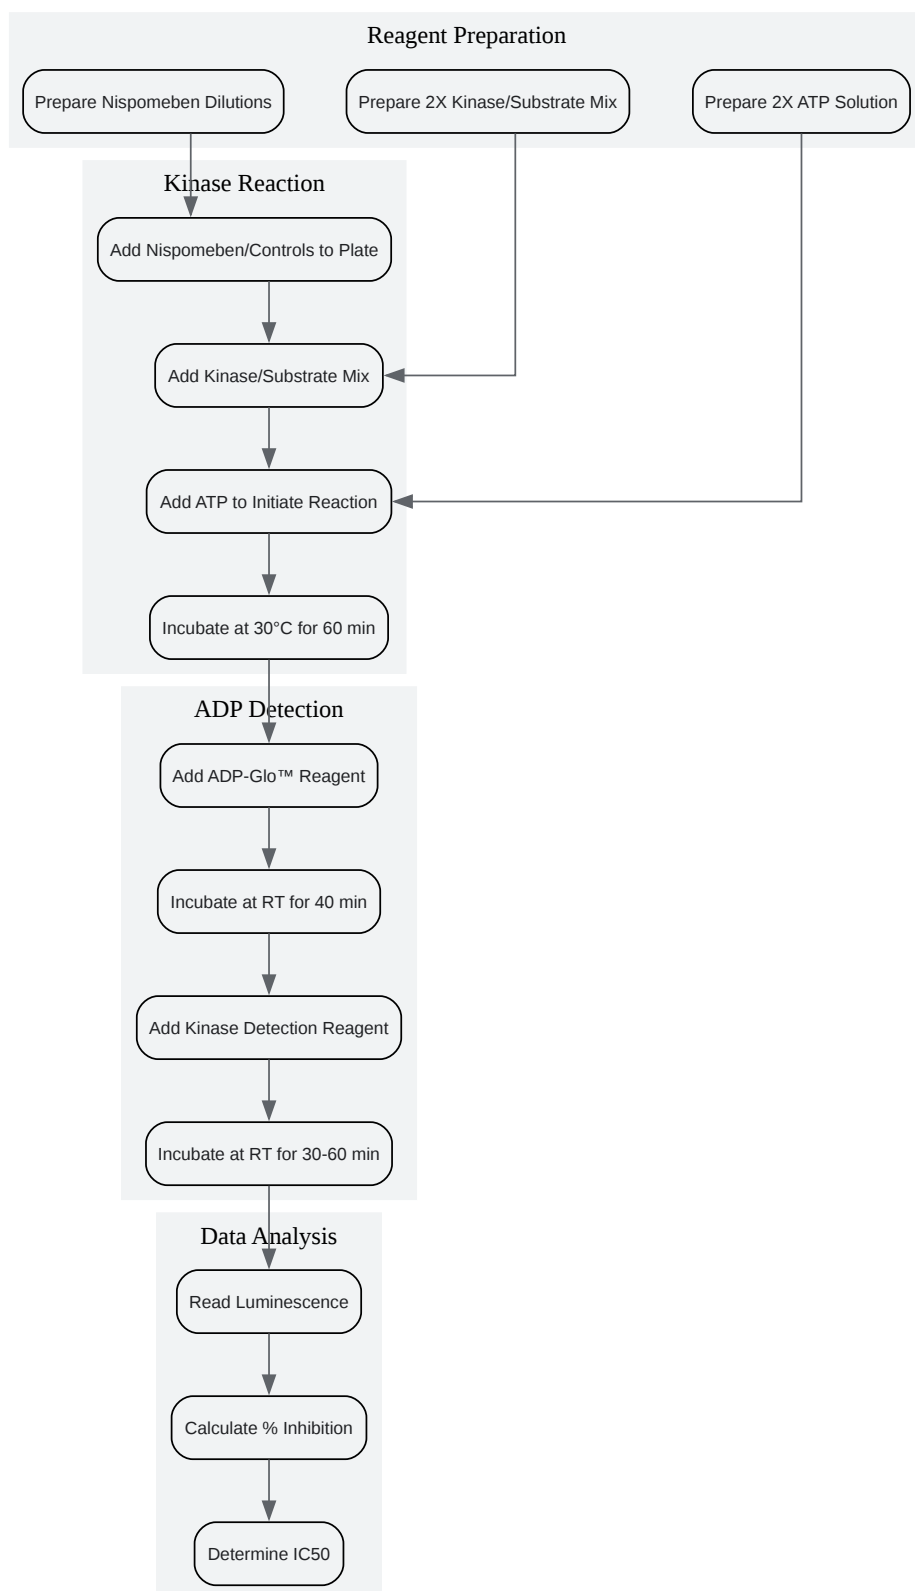 Reagent Preparation
Prepare Nispomeben Dilutions
Prepare 2X Kinase/Substrate Mix
Prepare 2X ATP Solution
Kinase Reaction
Add Nispomeben/Controls to Plate
Add Kinase/Substrate Mix
Add ATP to Initiate Reaction
Incubate at 30°C for 60 min
ADP Detection
Add ADP-Glo™ Reagent
Incubate at RT for 40 min
Add Kinase Detection Reagent
Incubate at RT for 30-60 min
Data Analysis
Read Luminescence
Calculate % Inhibition
Determine IC50